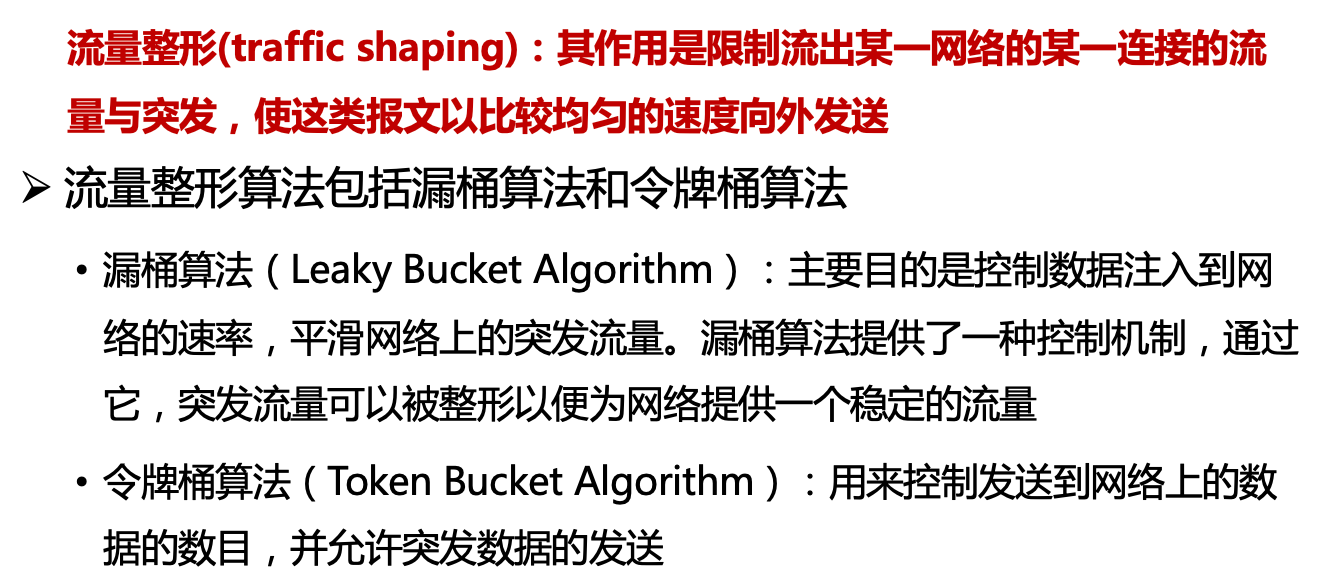 流量整形(traffic shaping)：其作用是限制流出某一网络的某一连接的流
量与突发，使这类报文以比较均匀的速度向外发送
➢ 流量整形算法包括漏桶算法和令牌桶算法
• 漏桶算法（Leaky Bucket Algorithm）：主要目的是控制数据注入到网
络的速率，平滑网络上的突发流量。漏桶算法提供了一种控制机制，通过
它，突发流量可以被整形以便为网络提供一个稳定的流量
• 令牌桶算法（Token Bucket Algorithm）：用来控制发送到网络上的数
据的数目，并允许突发数据的发送